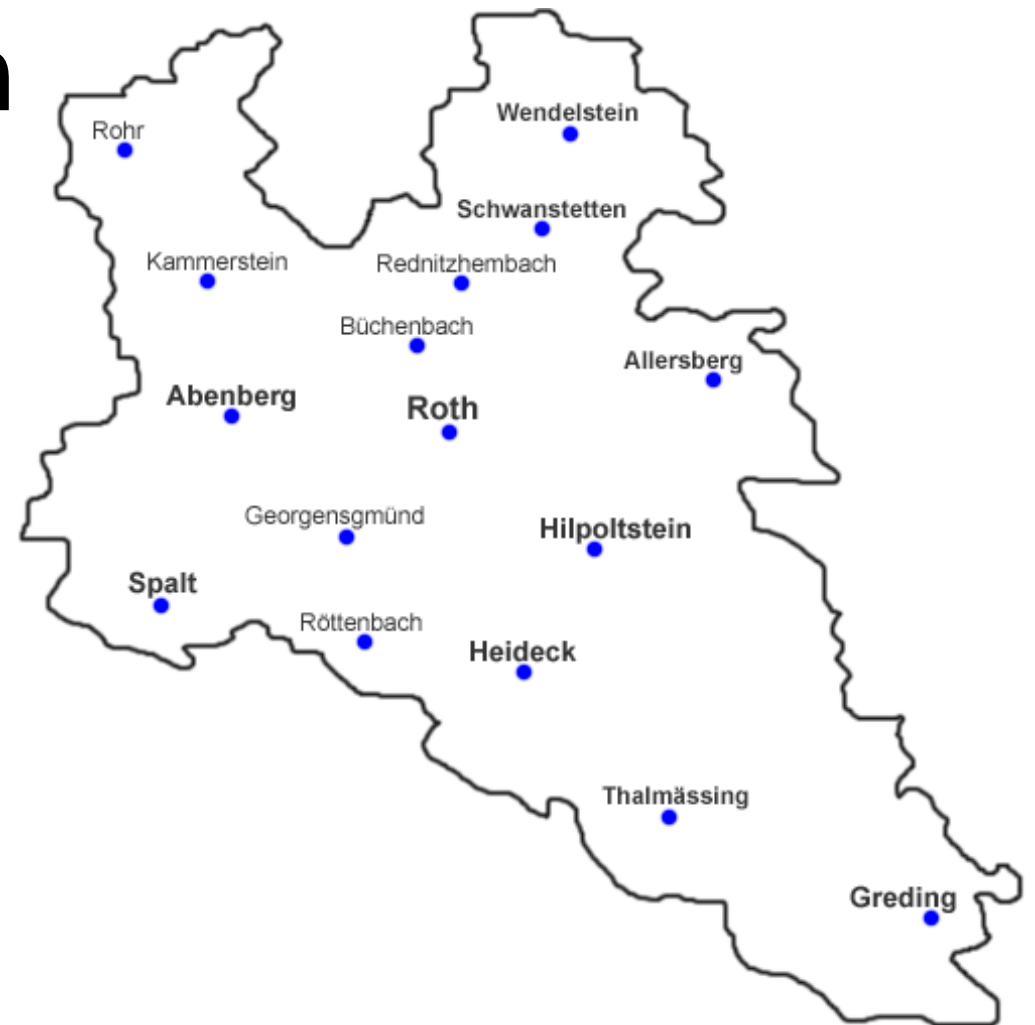 h
Wendelstein
Rohr
Schwanstetten
Kammerstein
Rednitzhembach
Büchenbach
Allersberg
Abenberg
Roth
Georgensgmünd
Hilpoltstein
Spalt
Röttenbach
Heideck
Thalmässing
Greding